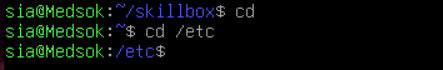 sia@Medsok:~/skillbox$ cd
sia@Medsok:~$ cd /etc
sia@Medsok:/etc$